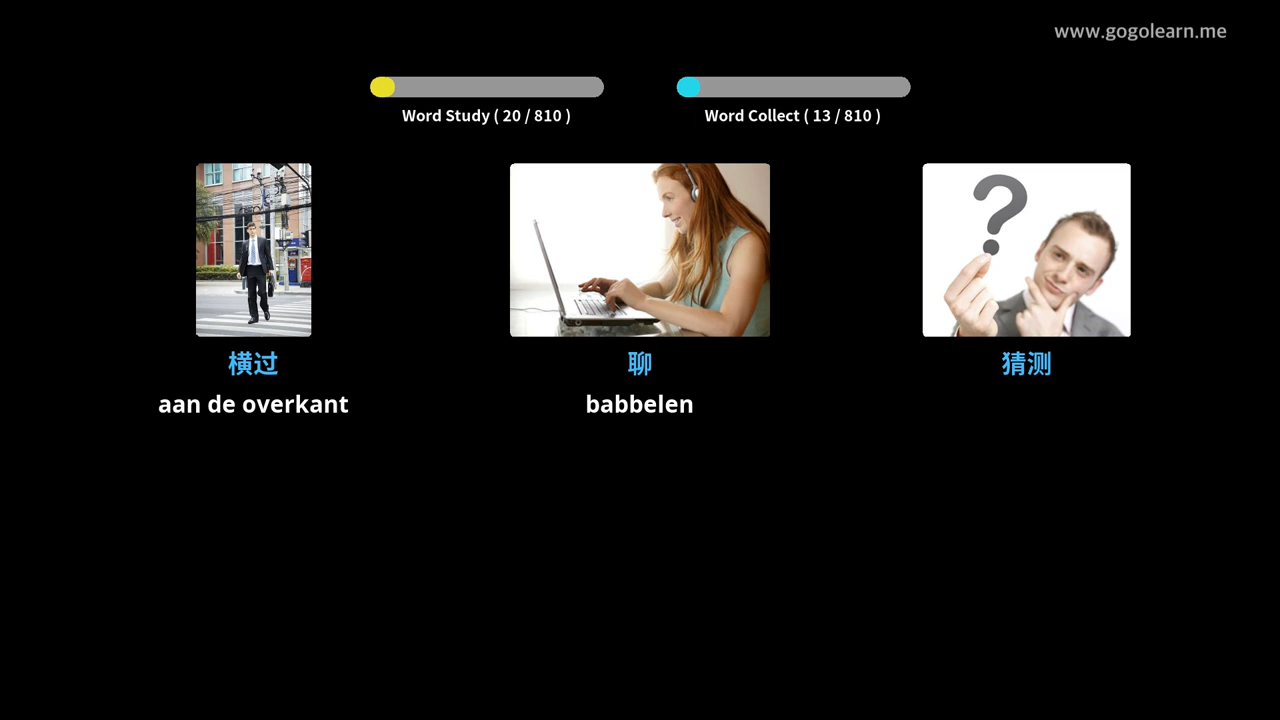 www.gogolearn.me
Word Study ( 20 / 810 )
Word Collect ( 13 / 810 )
横过
聊
猜测
aan de overkant
babbelen